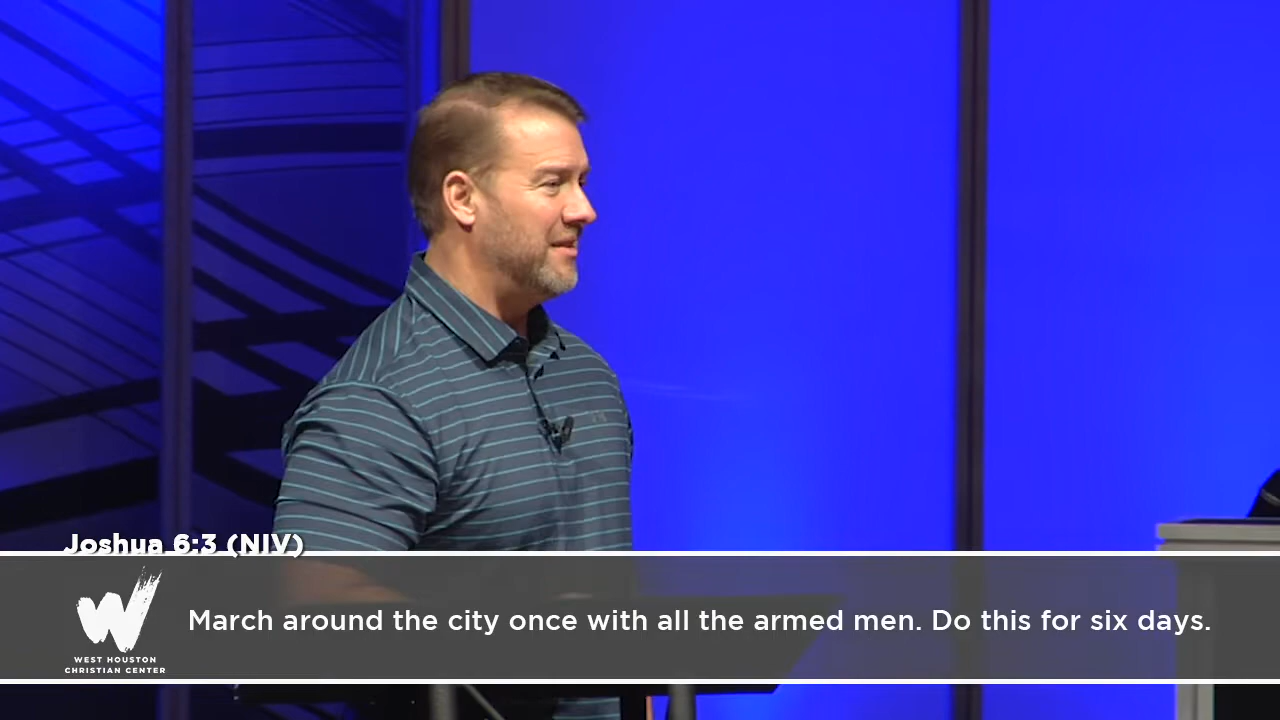 Joshua 6:3 (NIV)
March around the city once with all the armed men. Do this for six days.
WEST HOUSTON
CHRISTIAN CENTER